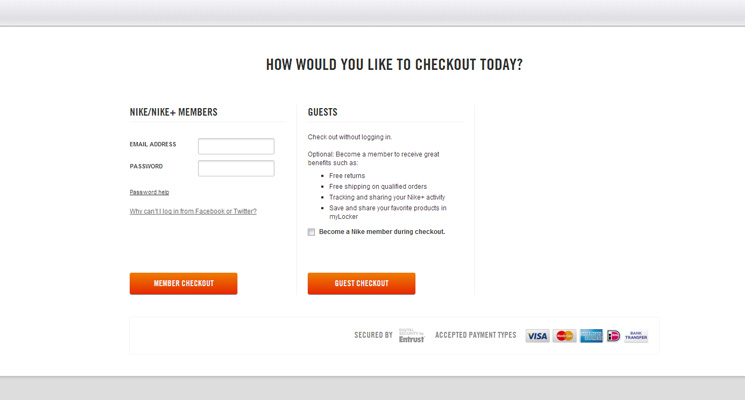 HOW WOULD YOU LIKE TO CHECKOUT TODAY?
NIKE/NIKE+ MEMBERS
EMAIL ADDRESS
PASSWORD
Password help
Why can't I log in from Facebook or Twitter?
MEMBER CHECKOUT
GUESTS
Check out without logging in.
Optional: Become a member to receive great
benefits such as:
Free returns
Free shipping on qualified orders
Tracking and sharing your Nike+ activity
Save and share your favorite products in
myLocker
Become a Nike member during checkout.
GUEST CHECKOUT
SECURED BY
DIGITAL
SECURITY by
Entrust
ACCEPTED PAYMENT TYPES
VISA
MasterCard
BANK
TRANSFER